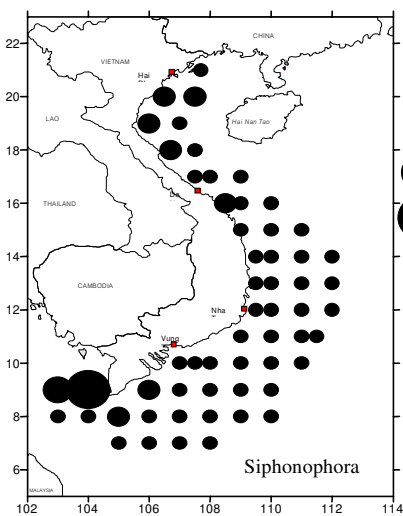 CHINA
22
VIETNAM
Hai
20
LAO
Hai Nan Tao
18
THAILAND
16
14
CAMBODIA
12
Nha
Vung
10
8
6
Siphonophora
MALAYSIA
102 104 106 108 110 112 114